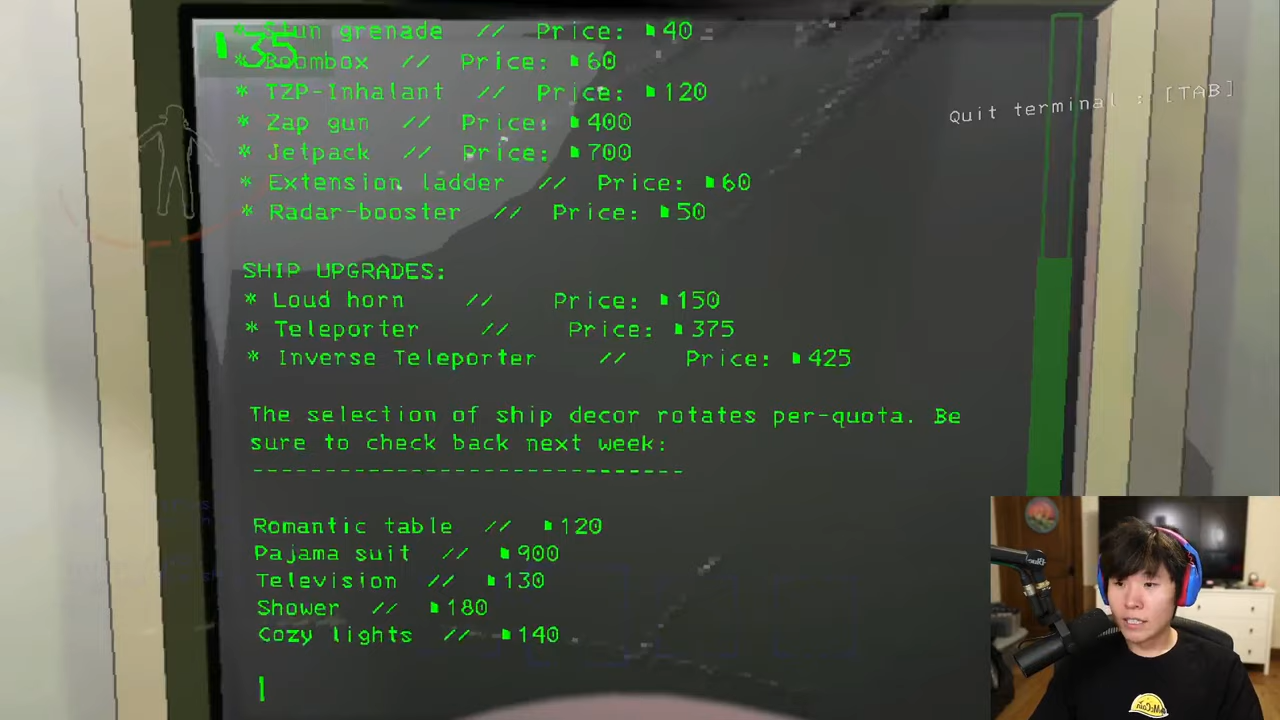 * Stun grenade // Price: 40
35
* Boombox // Price: 60
* TZP-Inhalant // Price: 120
* Zap gun // Price: 400
* Jetpack // Price: 700
* Extension ladder // Price: 60
* Radar-booster // Price: 50
Quit terminal : [TAB]
SHIP UPGRADES:
* Loud horn // Price: 150
* Teleporter // Price: 375
* Inverse Teleporter // Price: 425
The selection of ship decor rotates per-quota. Be
sure to check back next week:
------------------------------
Romantic table // 120
Pajama suit // 900
Television // 130
Shower // 180
Cozy lights // 140